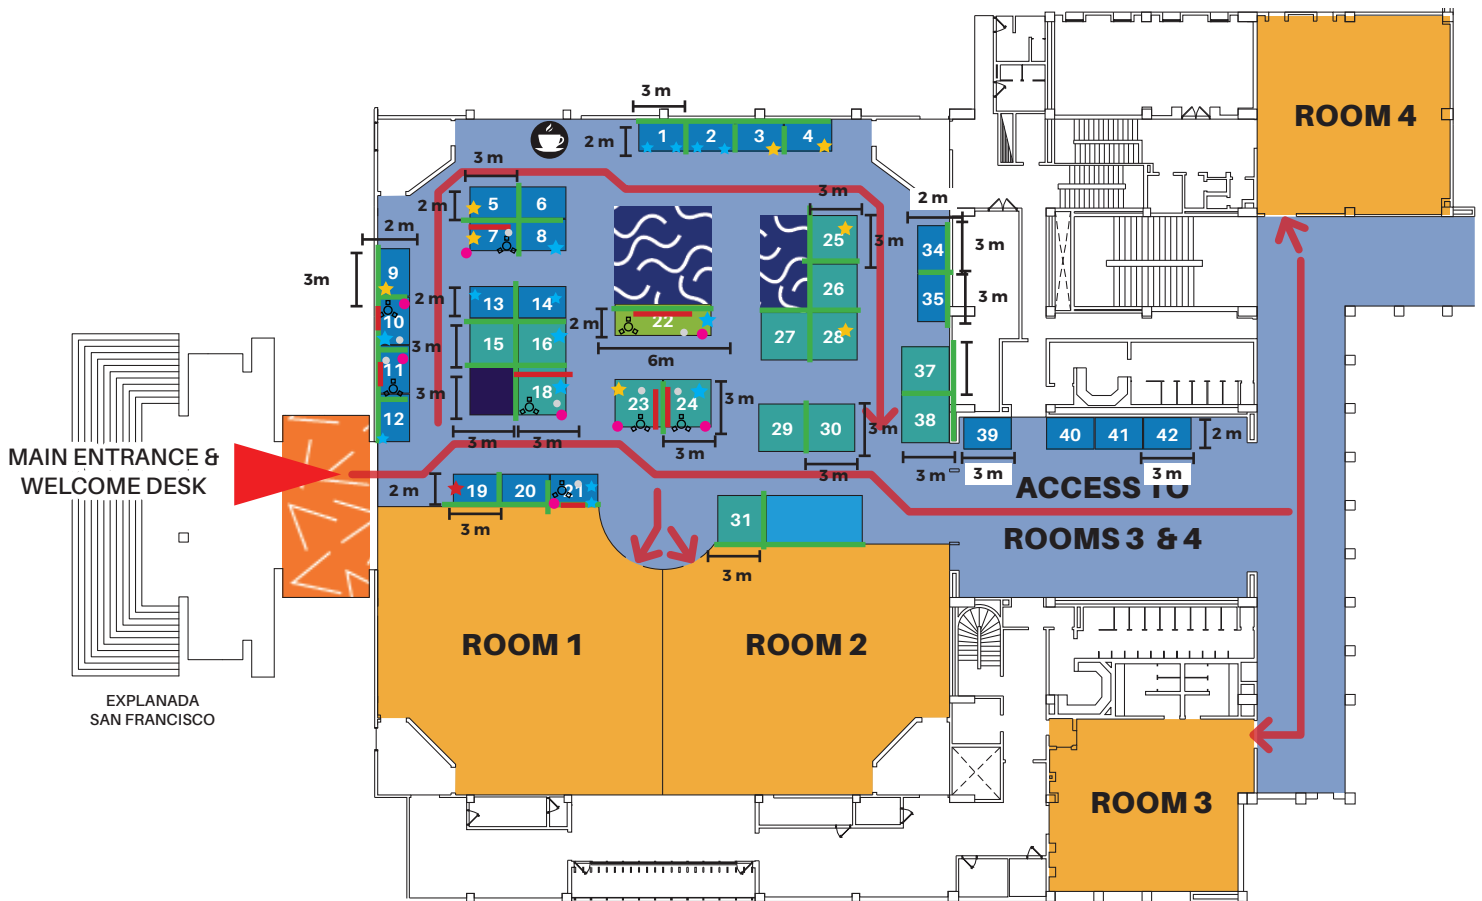 3 m
2 m
1
2
3
4
ROOM 4
3 m
2 m
5
6
7
8
3 m
25
3 m
26
27
28
2 m
34
3 m
35
3 m
2 m
3m
9
10
11
12
2 m
13
14
3 m
15
16
3 m
18
3 m
3 m
2 m
22
6m
23
24
3 m
3 m
29
30
3 m
3 m
37
38
3 m
39
3 m
40
41
42
2 m
3 m
MAIN ENTRANCE &
WELCOME DESK
2 m
19
20
21
3 m
31
3 m
ACCESS TO
ROOMS 3 & 4
ROOM 1
ROOM 2
ROOM 3
EXPLANADA
SAN FRANCISCO